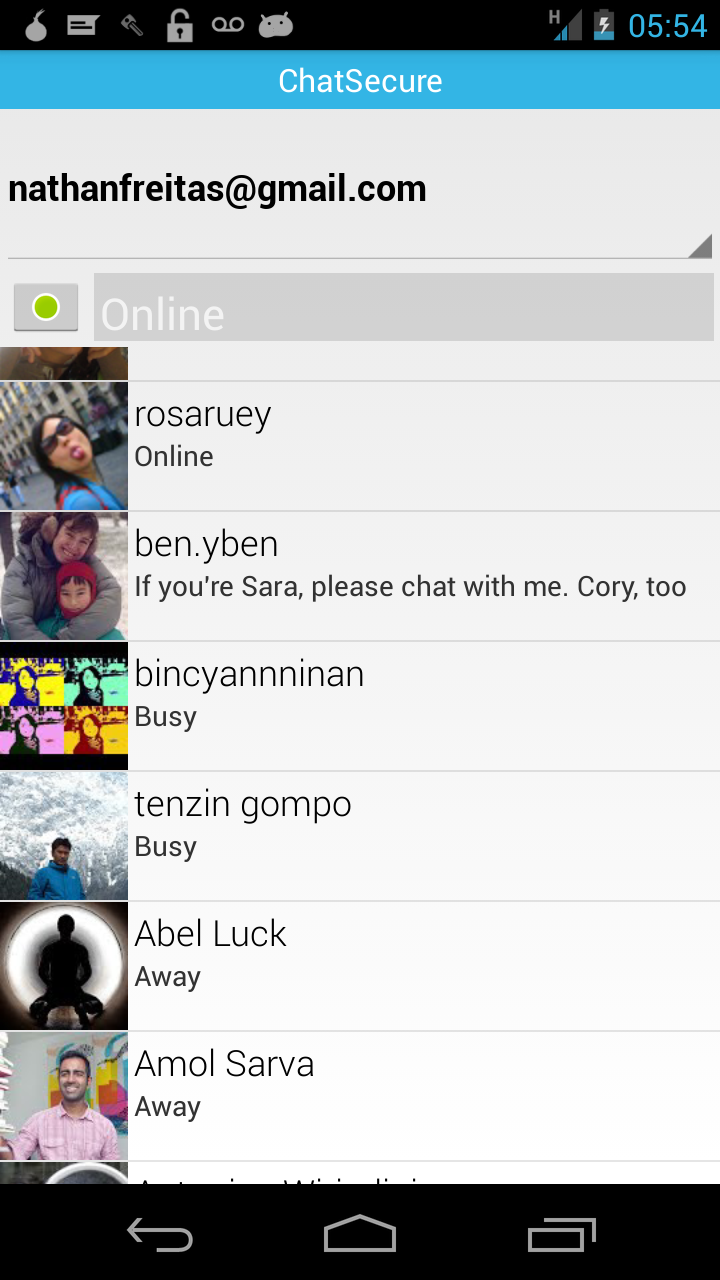 H 05:54
ChatSecure
nathanfreitas@gmail.com
Online
rosaruey
Online
ben.yben
If you're Sara, please chat with me. Cory, too
bincyannninan
Busy
tenzin gompo
Busy
Abel Luck
Away
Amol Sarva
Away